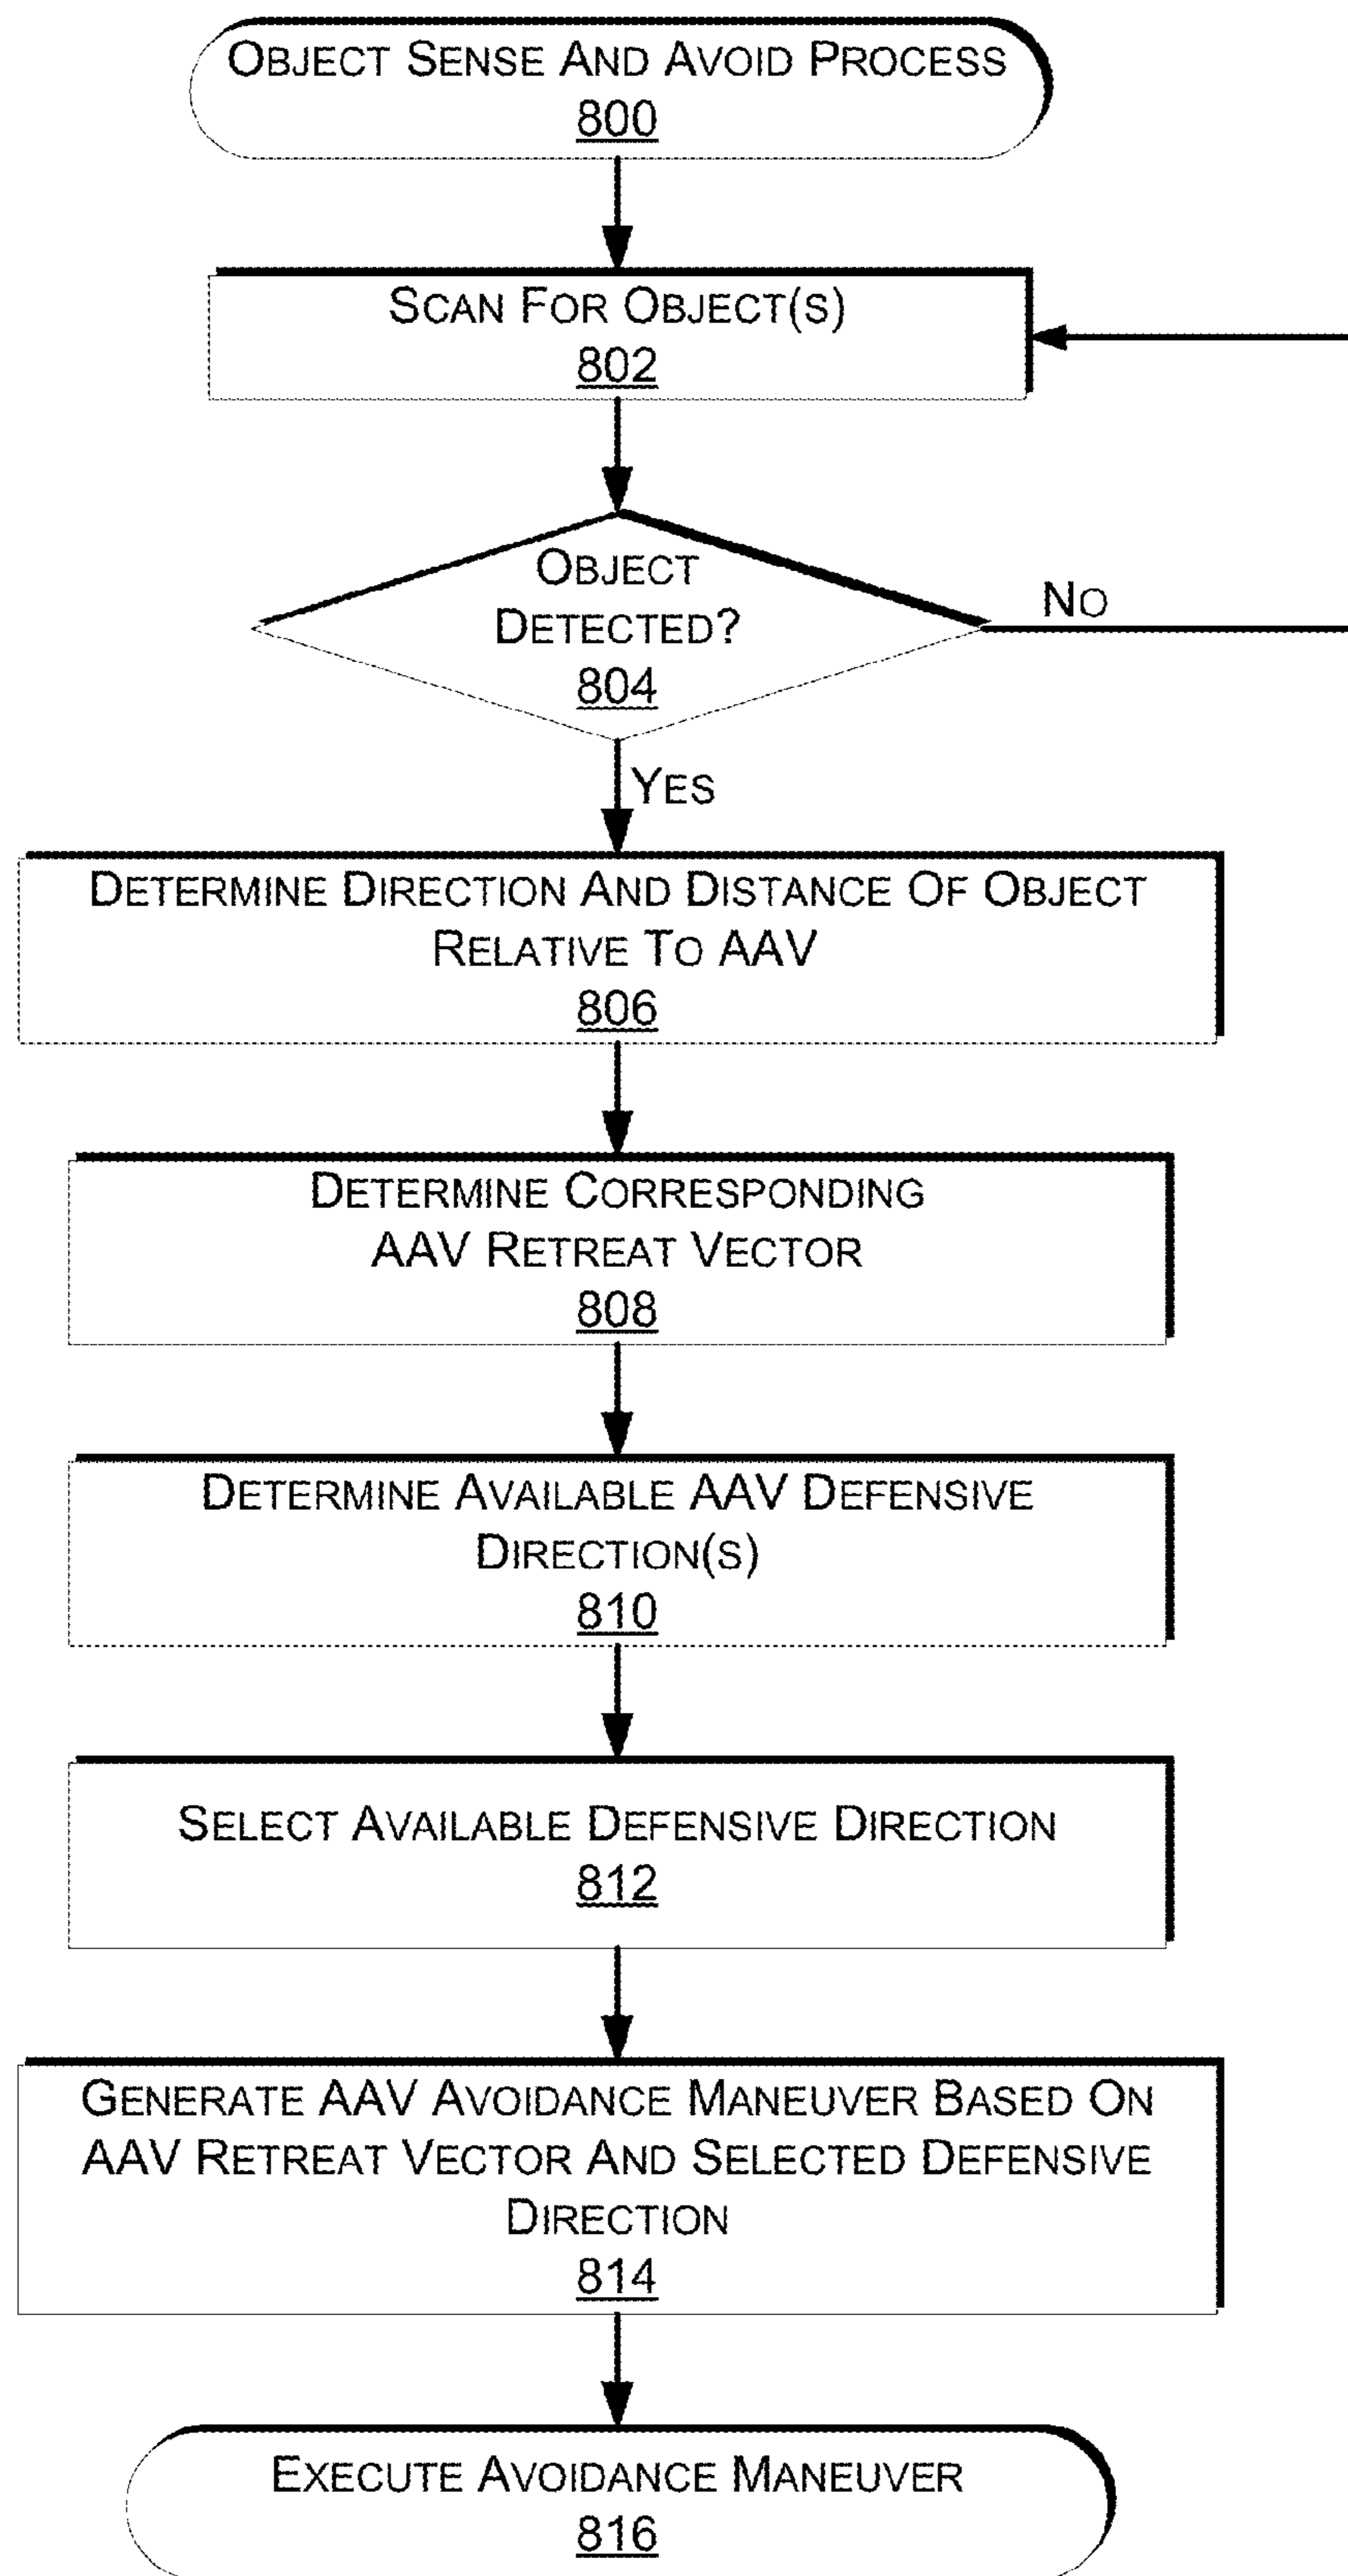 OBJECT SENSE AND AVOID PROCESS
800
SCAN FOR OBJECT(S)
802
OBJECT
DETECTED?
804
NO
YES
DETERMINE DIRECTION AND DISTANCE OF OBJECT
RELATIVE TO AAV
806
DETERMINE CORRESPONDING
AAV RETREAT VECTOR
808
DETERMINE AVAILABLE AAV DEFENSIVE
DIRECTION(S)
810
SELECT AVAILABLE DEFENSIVE DIRECTION
812
GENERATE AAV AVOIDANCE MANEUVER BASED ON
AAV RETREAT VECTOR AND SELECTED DEFENSIVE
DIRECTION
814
EXECUTE AVOIDANCE MANEUVER
816